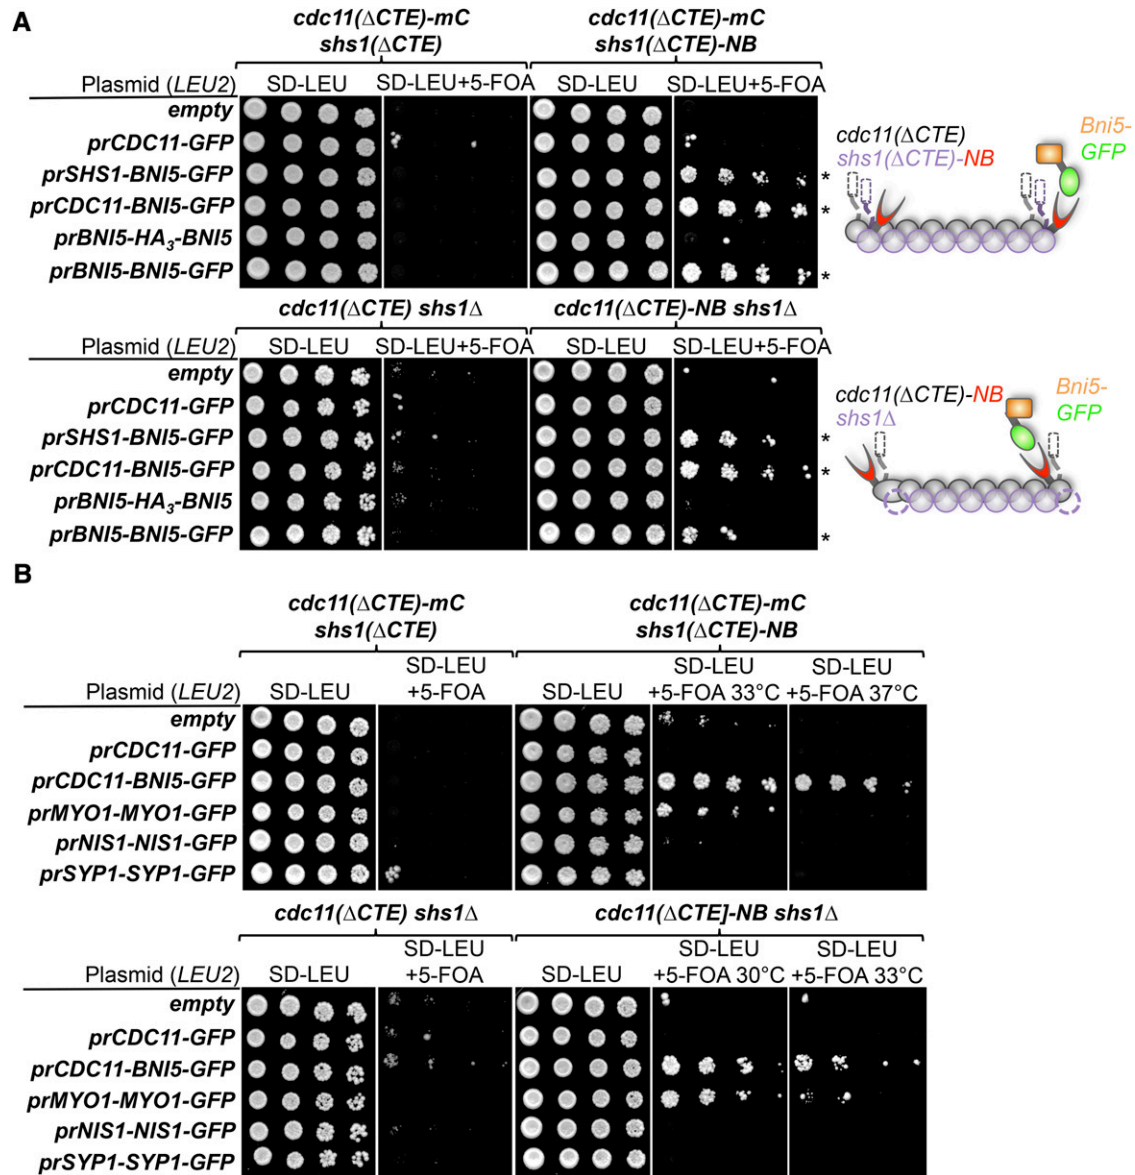 A
cdc11(ΔCTE)-mC
shs1(ΔCTE)
cdc11(ΔCTE)-mC
shs1(ΔCTE)-NB
Plasmid (LEU2) SD-LEU SD-LEU+5-FOA SD-LEU SD-LEU+5-FOA
empty
prCDC11-GFP
prSHS1-BNI5-GFP *
prCDC11-BNI5-GFP *
prBNI5-HA3-BNI5
prBNI5-BNI5-GFP *
cdc11(ΔCTE)
shs1(ΔCTE)-NB
Bni5-
GFP
cdc11(ΔCTE) shs1Δ cdc11(ΔCTE)-NB shs1Δ
Plasmid (LEU2) SD-LEU SD-LEU+5-FOA SD-LEU SD-LEU+5-FOA
empty
prCDC11-GFP
prSHS1-BNI5-GFP *
prCDC11-BNI5-GFP *
prBNI5-HA3-BNI5
prBNI5-BNI5-GFP *
cdc11(ΔCTE)-NB
shs1Δ
Bni5-
GFP
B
cdc11(ΔCTE)-mC
shs1(ΔCTE)
cdc11(ΔCTE)-mC
shs1(ΔCTE)-NB
SD-LEU SD-LEU SD-LEU
Plasmid (LEU2) SD-LEU +5-FOA SD-LEU +5-FOA 33°C +5-FOA 37°C
empty
prCDC11-GFP
prCDC11-BNI5-GFP
prMYO1-MYO1-GFP
prNIS1-NIS1-GFP
prSYP1-SYP1-GFP
cdc11(ΔCTE) shs1Δ cdc11(ΔCTE]-NB shs1Δ
SD-LEU SD-LEU SD-LEU
Plasmid (LEU2) SD-LEU +5-FOA SD-LEU +5-FOA 30°C +5-FOA 33°C
empty
prCDC11-GFP
prCDC11-BNI5-GFP
prMYO1-MYO1-GFP
prNIS1-NIS1-GFP
prSYP1-SYP1-GFP